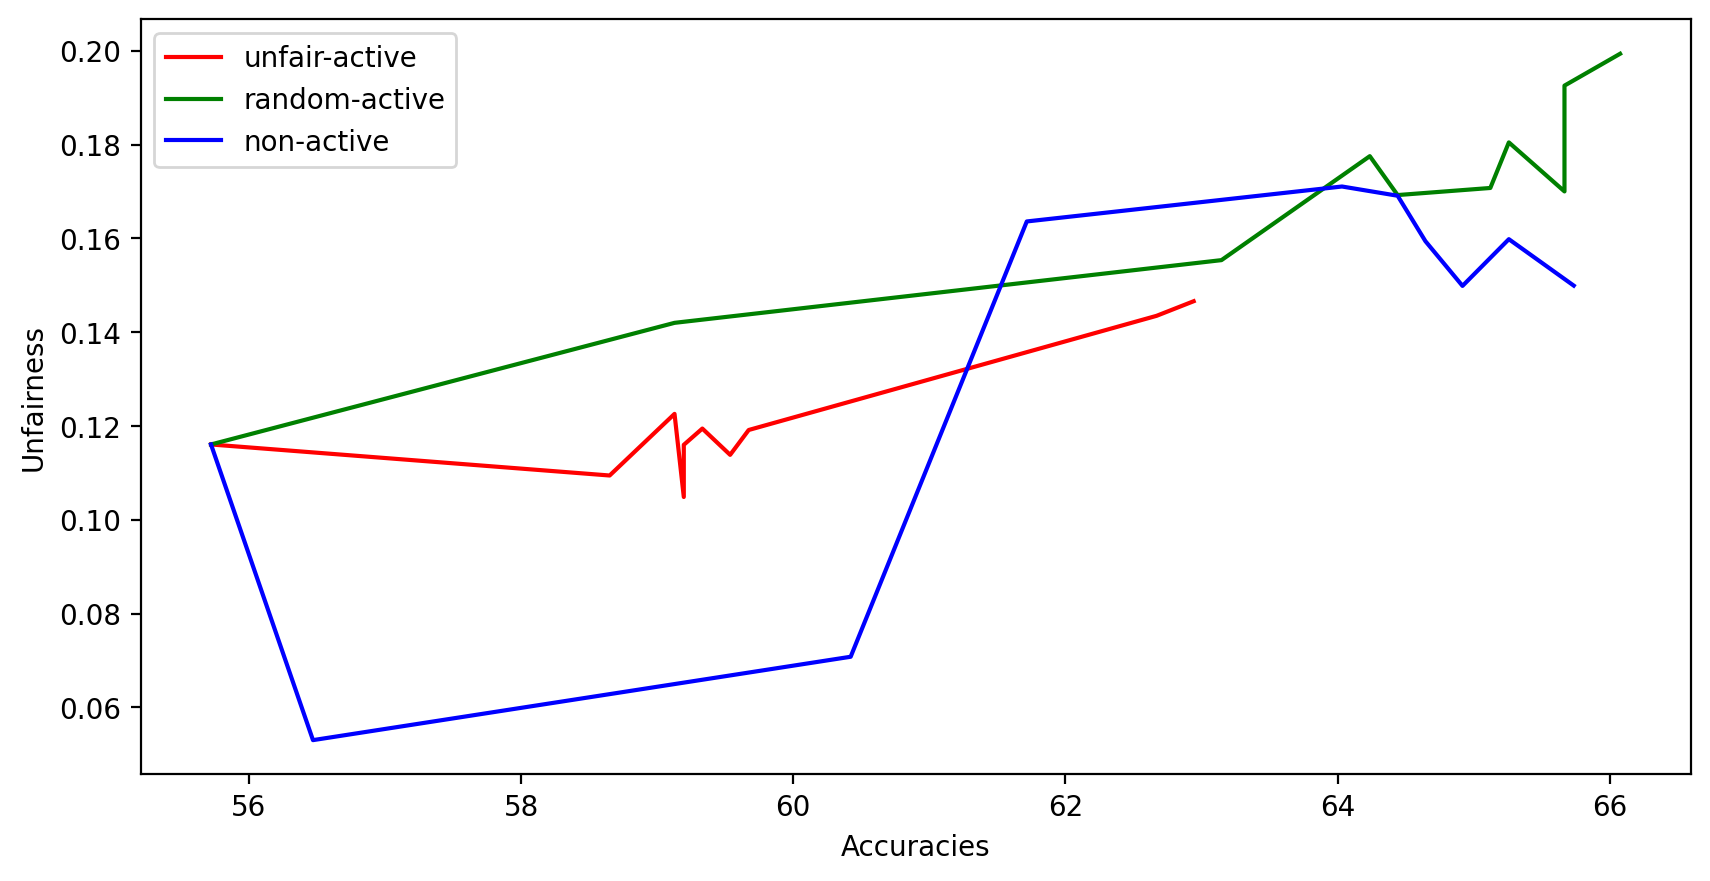 unfair-active
random-active
non-active
0.20
0.18
0.16
0.14
0.12
0.10
0.08
0.06
Unfairness
56 58 60 62 64 66
Accuracies